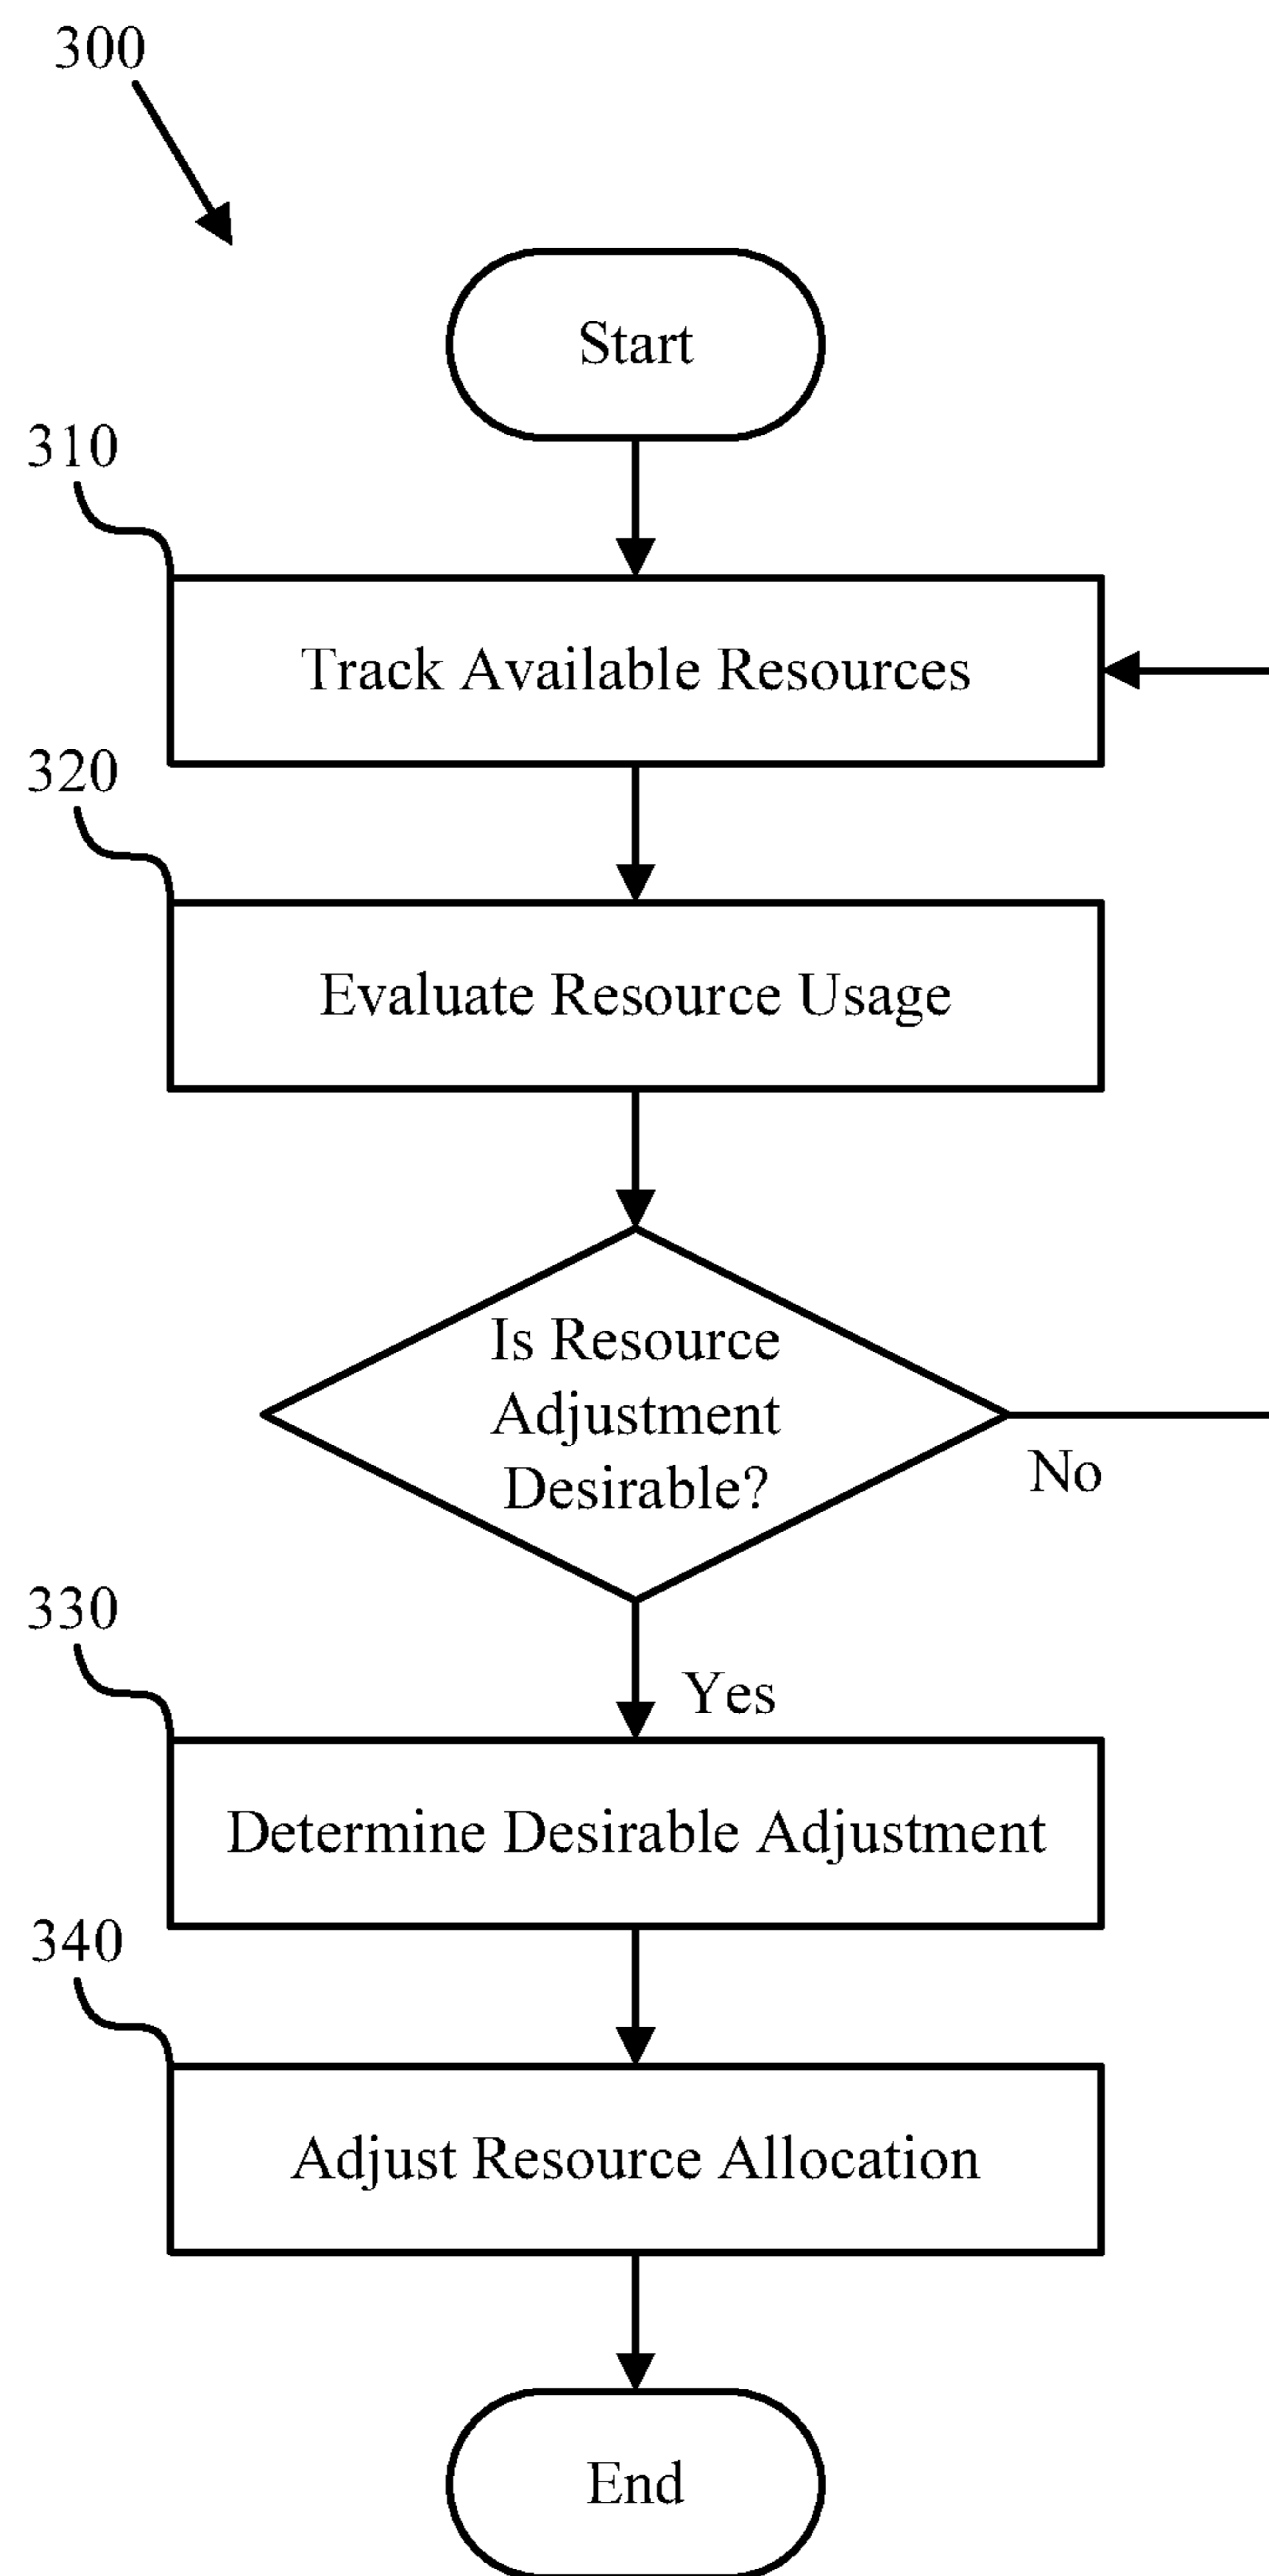 300
Start
310
Track Available Resources
320
Evaluate Resource Usage
Is Resource
Adjustment
Desirable?
No
330
Yes
Determine Desirable Adjustment
340
Adjust Resource Allocation
End